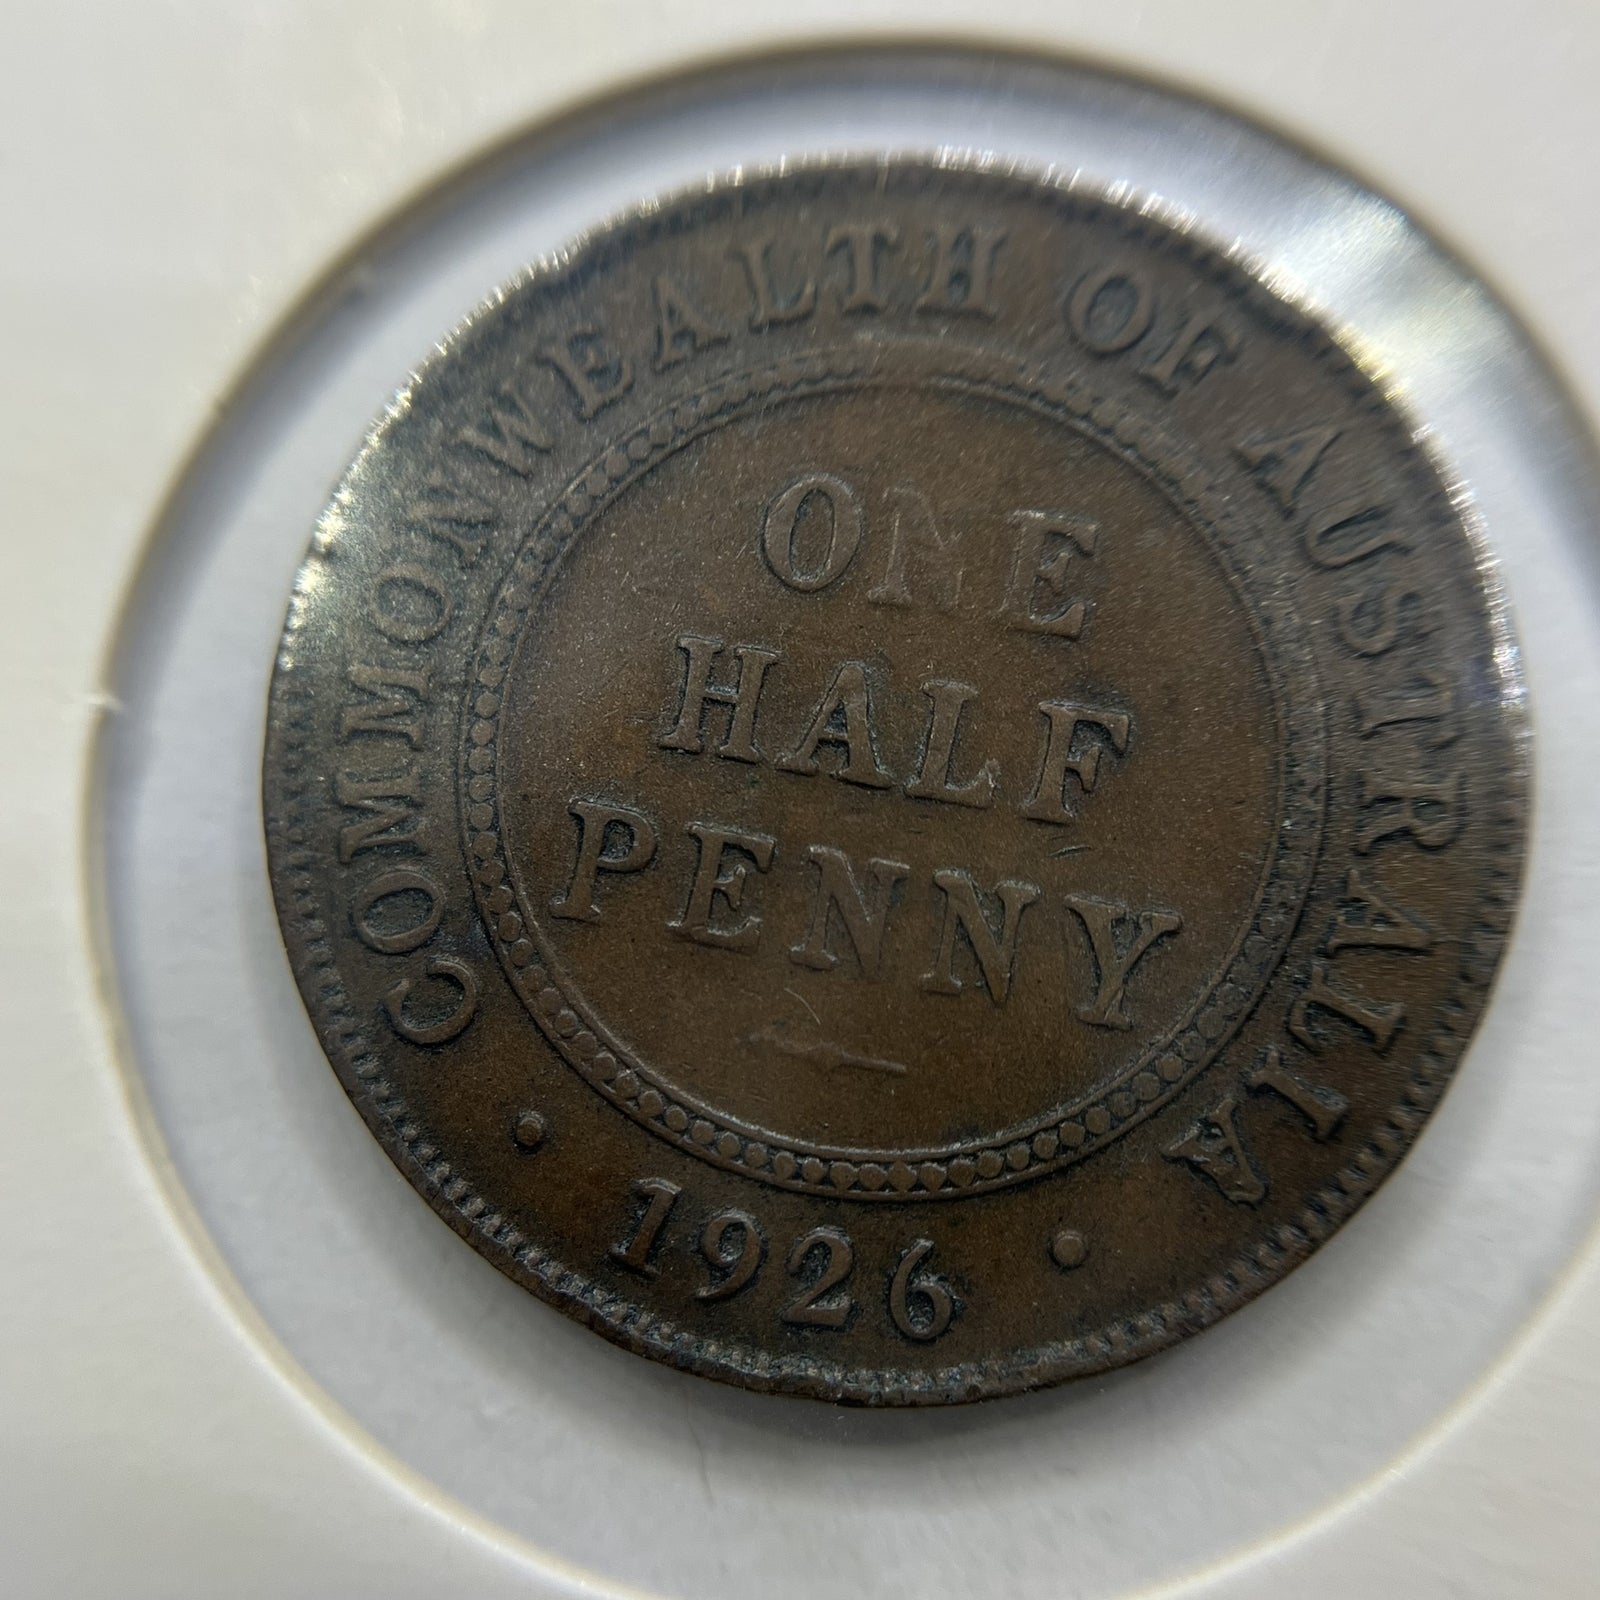 COMMONWEALTH OF AUSTRALIA
ONE
HALF
PENNY
1926